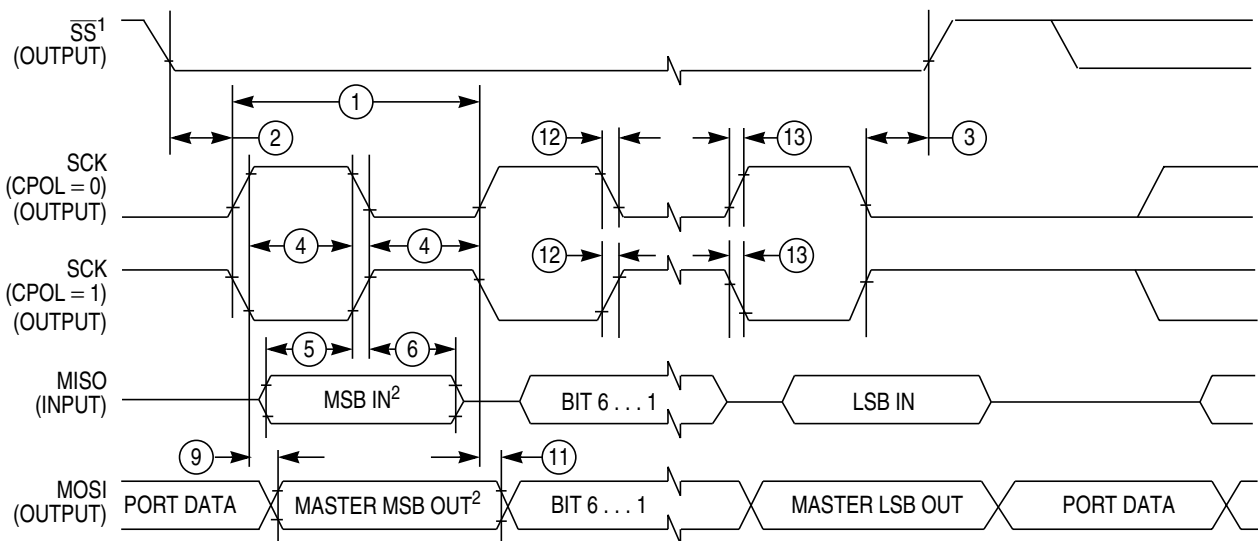 SS1
(OUTPUT)
1
2
12
13
3
SCK
(CPOL = 0)
(OUTPUT)
4
4
12
13
SCK
(CPOL = 1)
(OUTPUT)
5
6
MISO
(INPUT)
MSB IN2
BIT 6 . . . 1
LSB IN
9
11
MOSI
(OUTPUT)
PORT DATA
MASTER MSB OUT2
BIT 6 . . . 1
MASTER LSB OUT
PORT DATA